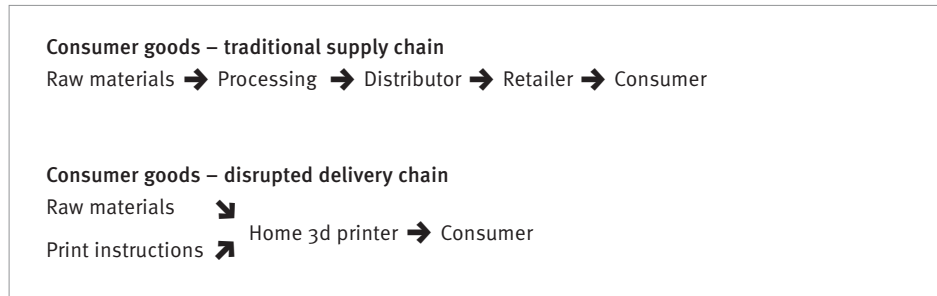 Consumer goods – traditional supply chain
Raw materials ➔ Processing ➔ Distributor ➔ Retailer ➔ Consumer
Consumer goods – disrupted delivery chain
Raw materials
Home 3d printer ➔ Consumer
Print instructions